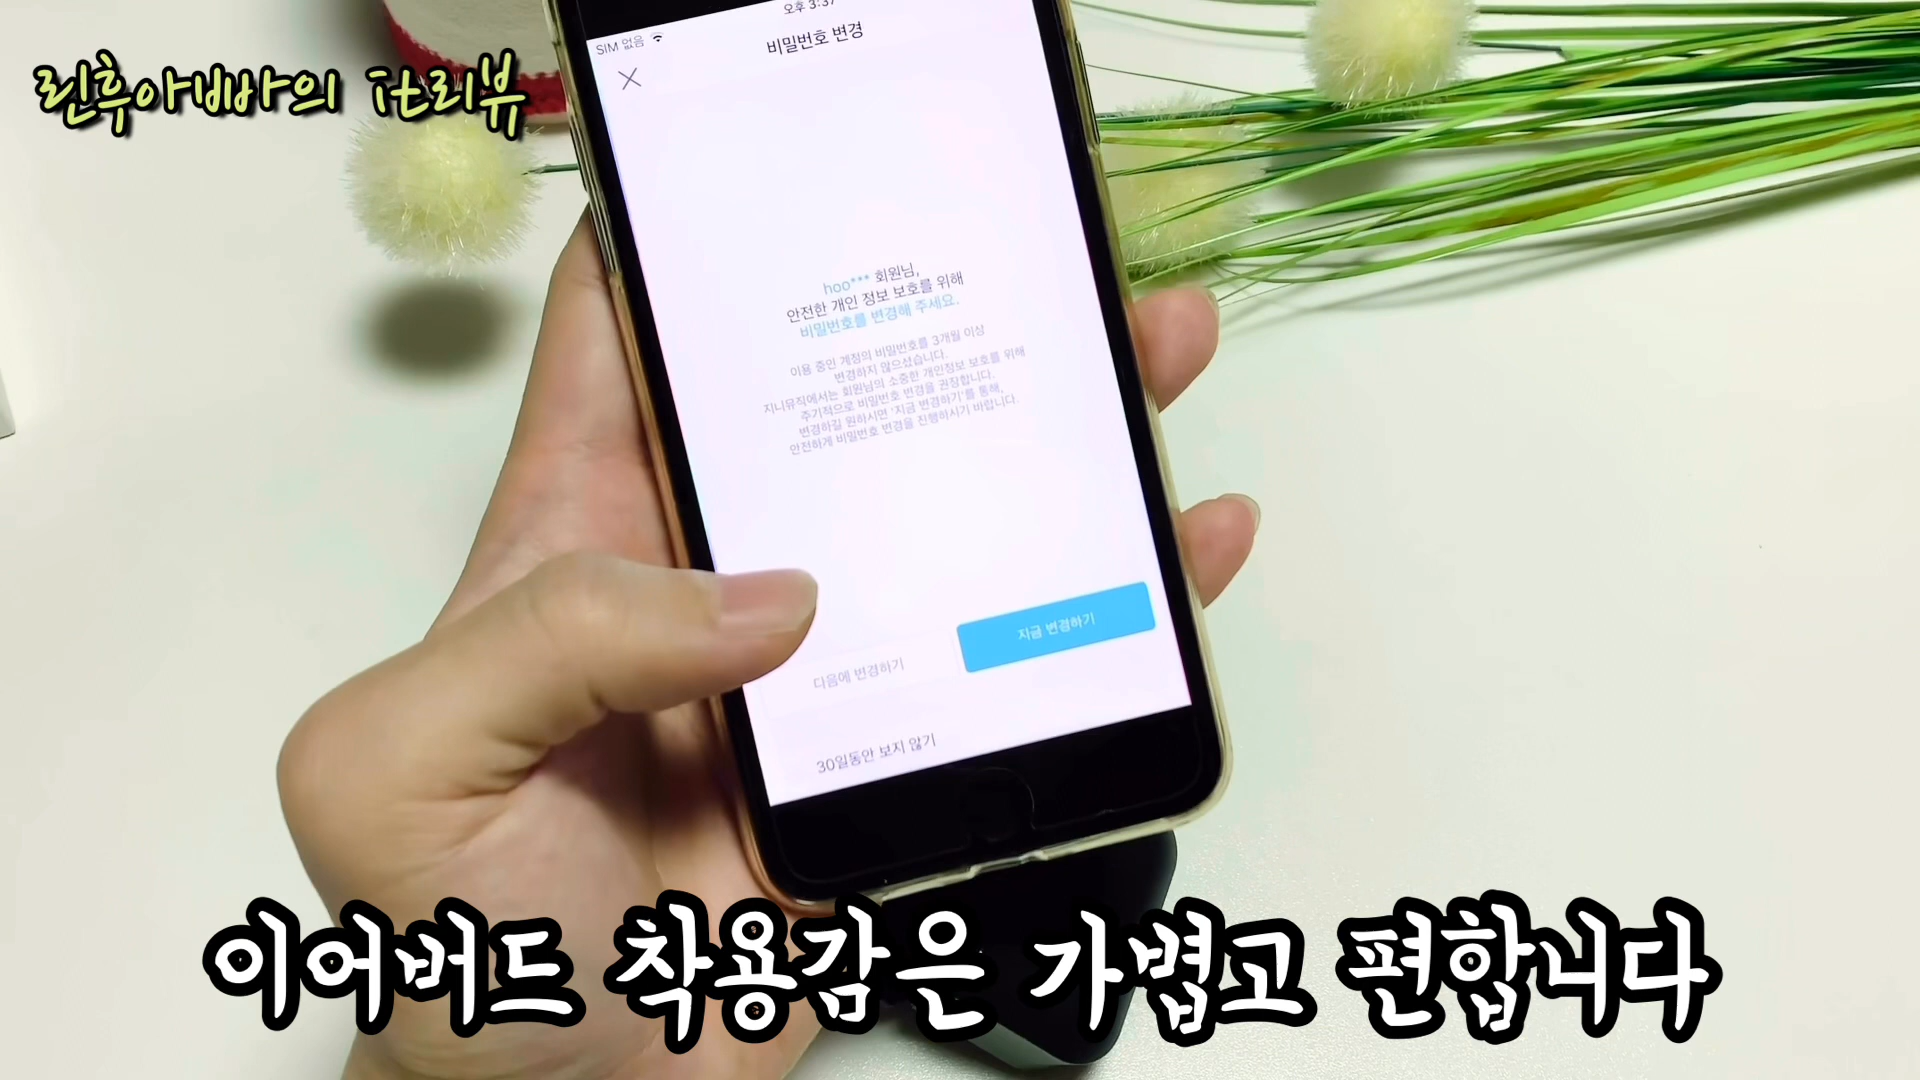 린후아빠의 IT리뷰
오후 3:37
SIM 없음
비밀번호 변경
hoo*** 회원님,
안전한 개인 정보 보호를 위해
비밀번호를 변경해 주세요.
이용 중인 계정의 비밀번호를 3개월 이상
변경하지 않으셨습니다.
지니뮤직에서는 회원님의 소중한 개인정보 보호를 위해
주기적으로 비밀번호 변경을 권장합니다.
변경하길 원하시면 '지금 변경하기'를 통해,
안전하게 비밀번호 변경을 진행하시기 바랍니다.
다음에 변경하기
지금 변경하기
30일동안 보지 않기
이어버드 착용감은 가볍고 편합니다